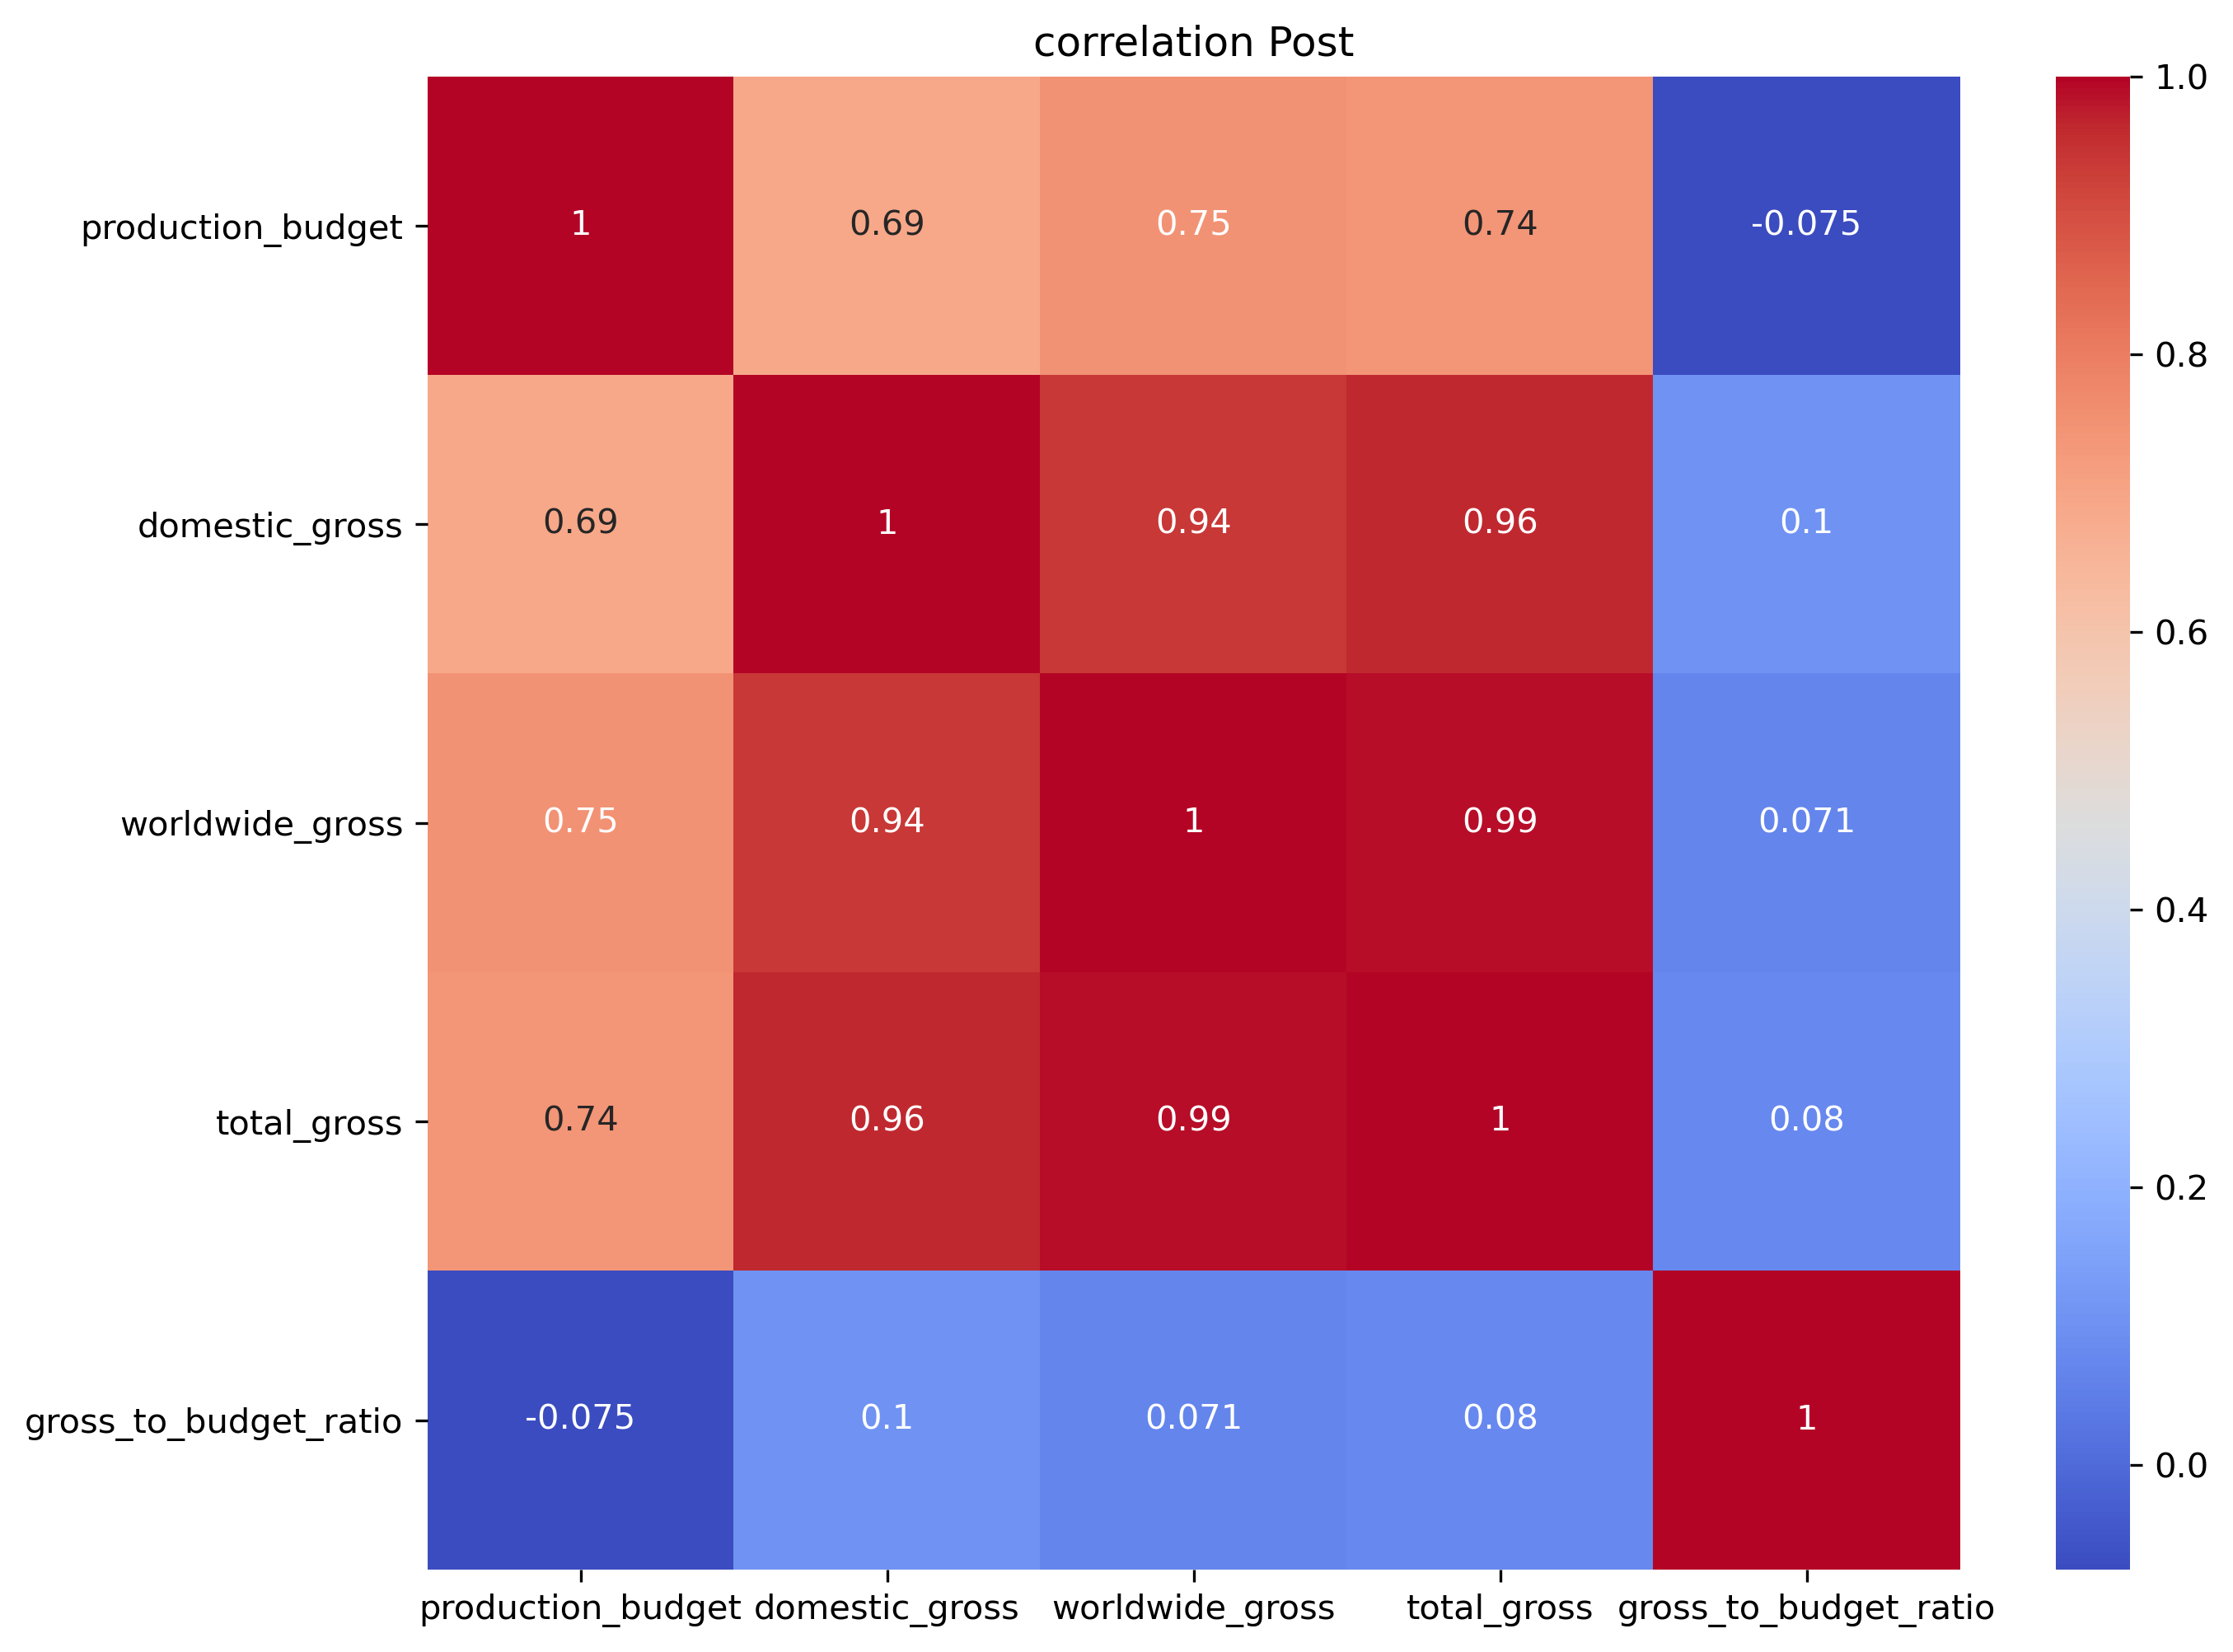 correlation Post
production_budget 1 0.69 0.75 0.74 -0.075
domestic_gross 0.69 1 0.94 0.96 0.1
worldwide_gross 0.75 0.94 1 0.99 0.071
total_gross 0.74 0.96 0.99 1 0.08
gross_to_budget_ratio -0.075 0.1 0.071 0.08 1
production_budget domestic_gross worldwide_gross total_gross gross_to_budget_ratio
1.0
0.8
0.6
0.4
0.2
0.0